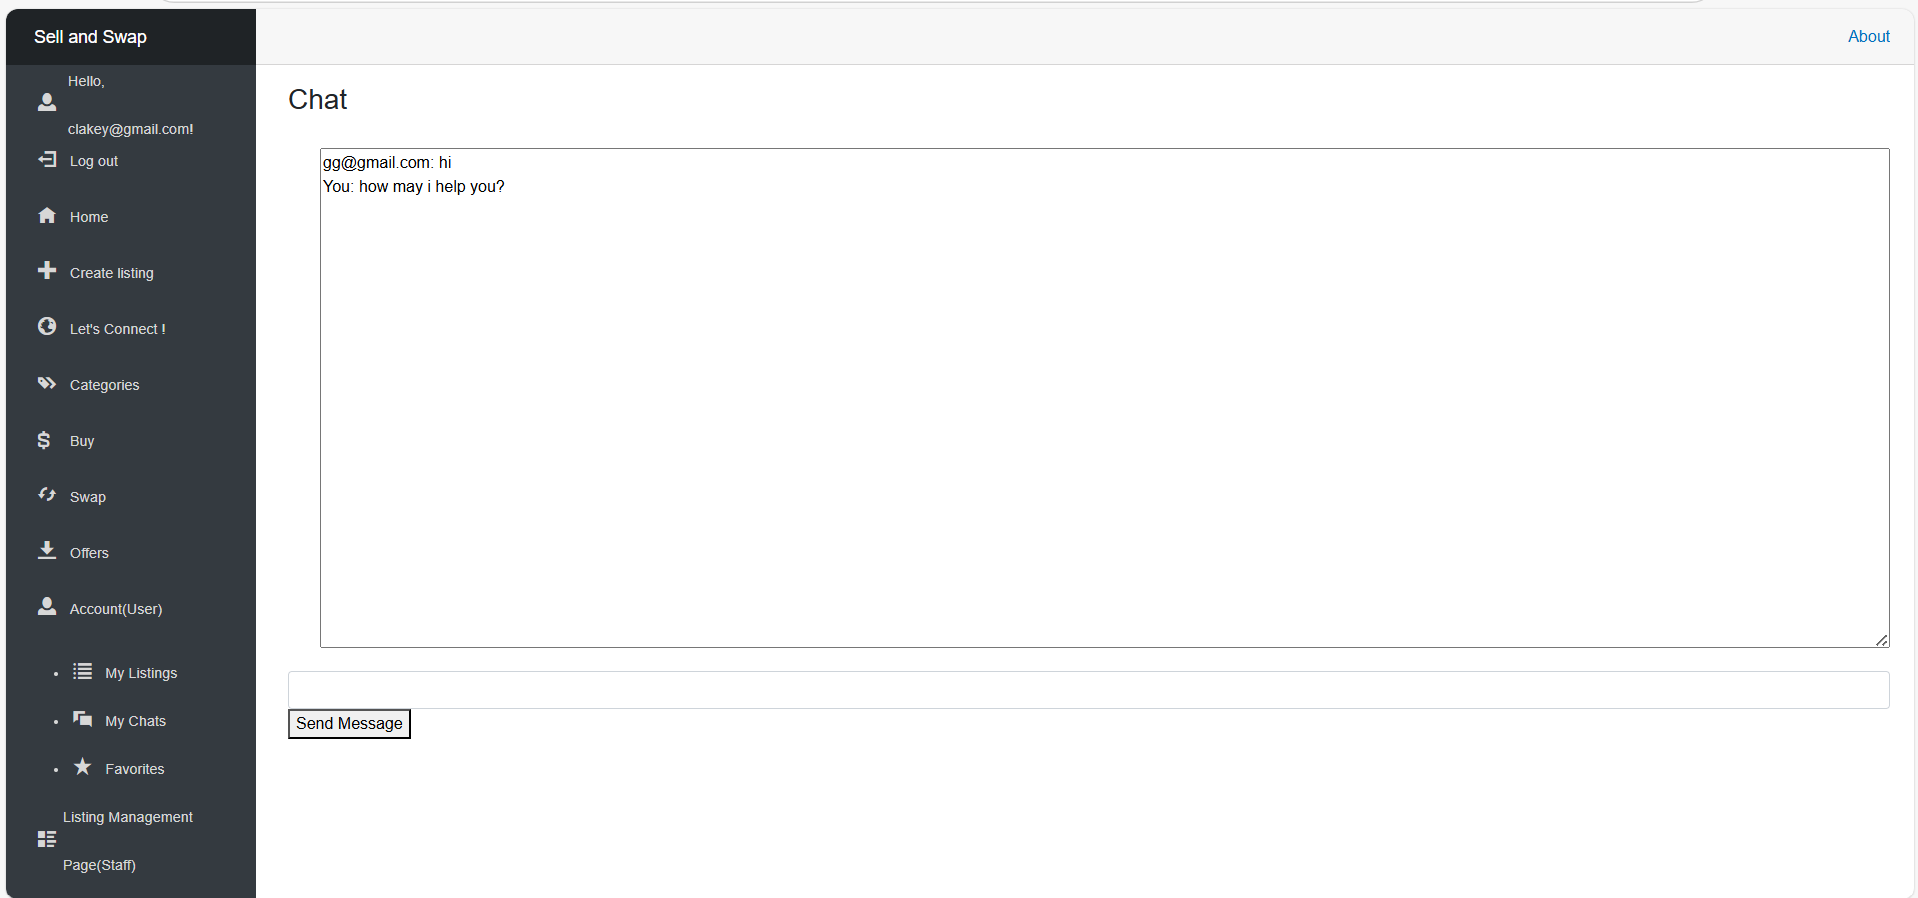 Sell and Swap
About
Hello,
clakey@gmail.com!
Log out
Home
Create listing
Let's Connect !
Categories
Buy
Swap
Offers
Account(User)
My Listings
My Chats
Favorites
Listing Management
Page(Staff)
Chat
gg@gmail.com: hi
You: how may i help you?
Send Message